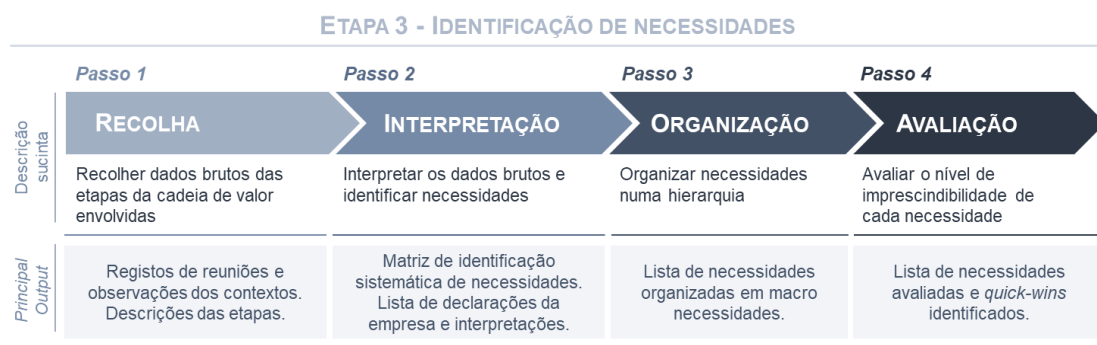 ETAPA 3 - IDENTIFICAÇÃO DE NECESSIDADES
Passo 1
Passo 2
Passo 3
Passo 4
RECOLHA
INTERPRETAÇÃO
ORGANIZAÇÃO
AVALIAÇÃO
Descrição
sucinta
Recolher dados brutos das
etapas da cadeia de valor
envolvidas
Interpretar os dados brutos e
identificar necessidades
Organizar necessidades
numa hierarquia
Avaliar o nível de
imprescindibilidade de
cada necessidade
Principal
Output
Registos de reuniões e
observações dos contextos.
Descrições das etapas.
Matriz de identificação
sistemática de necessidades.
Lista de declarações da
empresa e interpretações.
Lista de necessidades
organizadas em macro
necessidades.
Lista de necessidades
avaliadas e quick-wins
identificados.